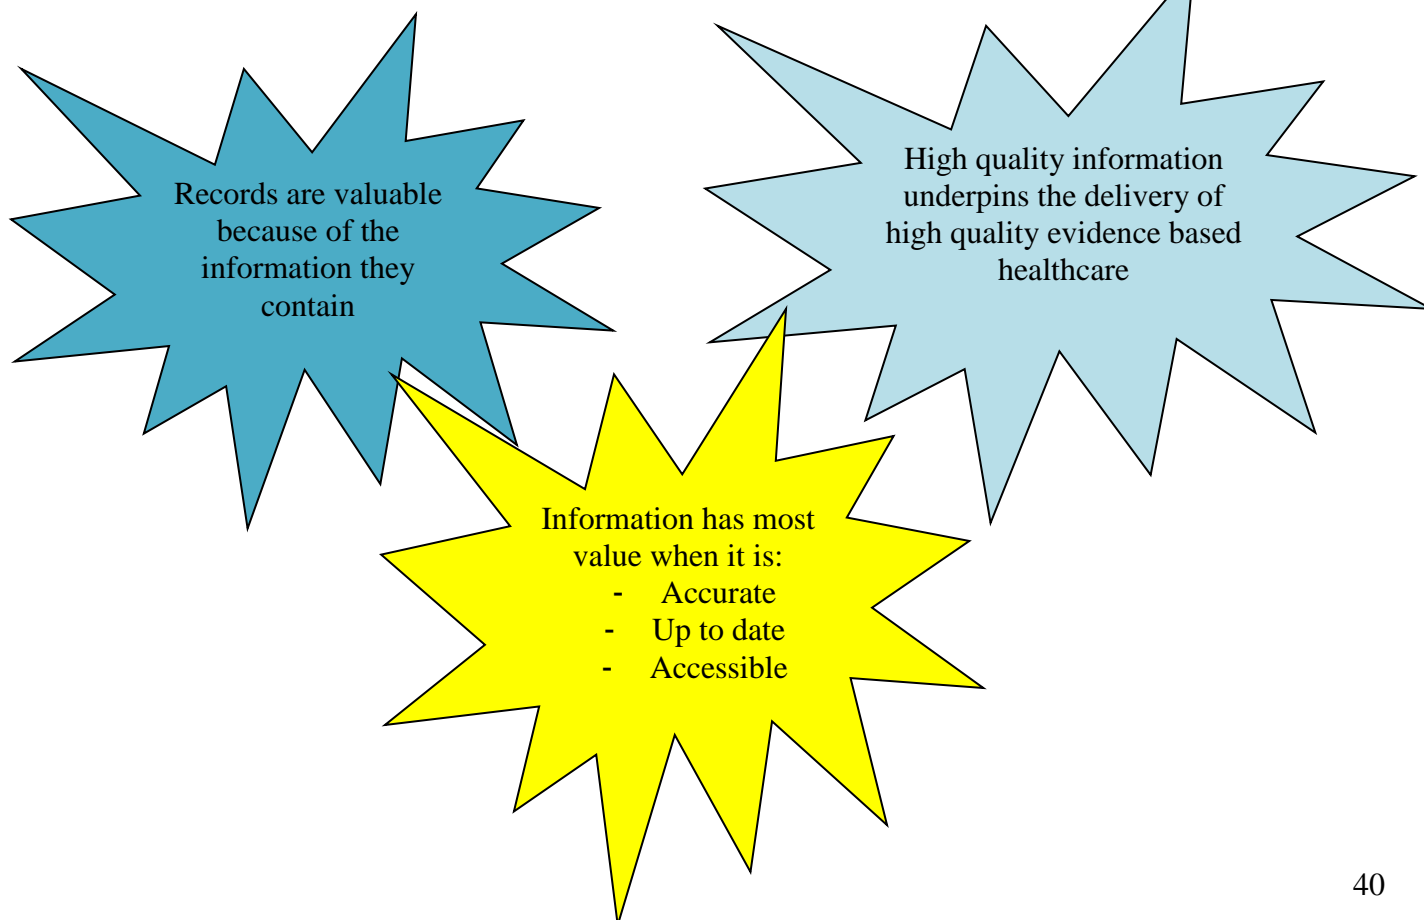 Records are valuable
because of the
information they
contain
High quality information
underpins the delivery of
high quality evidence based
healthcare
Information has most
value when it is:
- Accurate
- Up to date
- Accessible
40